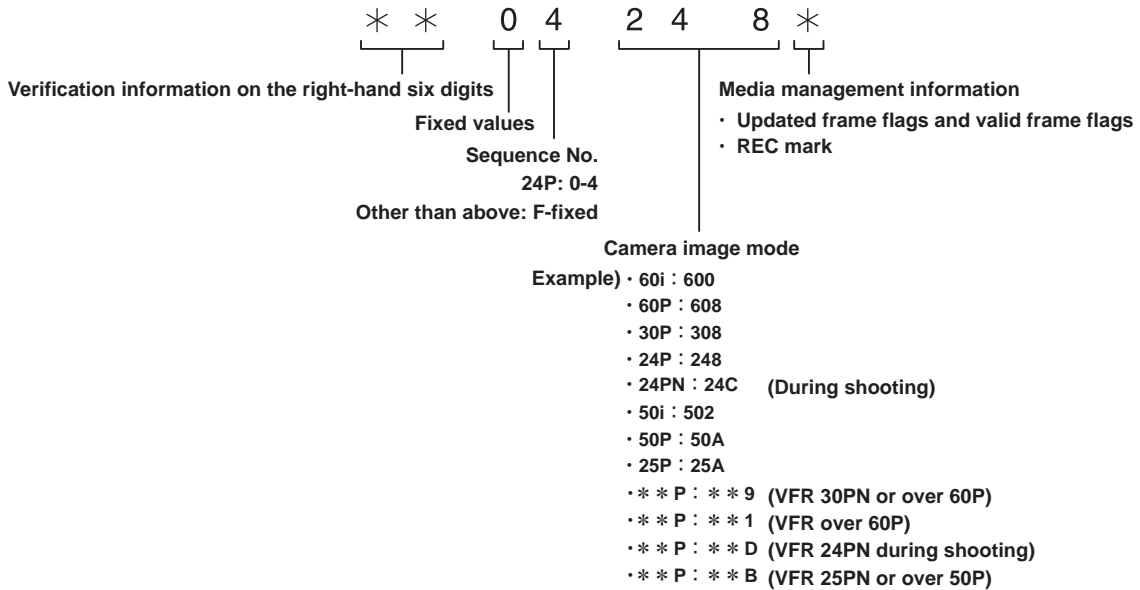 ＊ ＊ 0 4 2 4 8 ＊
Verification information on the right-hand six digits
Fixed values
Sequence No.
24P: 0-4
Other than above: F-fixed
Media management information
・ Updated frame flags and valid frame flags
・ REC mark
Camera image mode
Example) ・60i：600
・60P：608
・30P：308
・24P：248
・24PN：24C (During shooting)
・50i：502
・50P：50A
・25P：25A
・＊＊P：＊＊9 (VFR 30PN or over 60P)
・＊＊P：＊＊1 (VFR over 60P)
・＊＊P：＊＊D (VFR 24PN during shooting)
・＊＊P：＊＊B (VFR 25PN or over 50P)